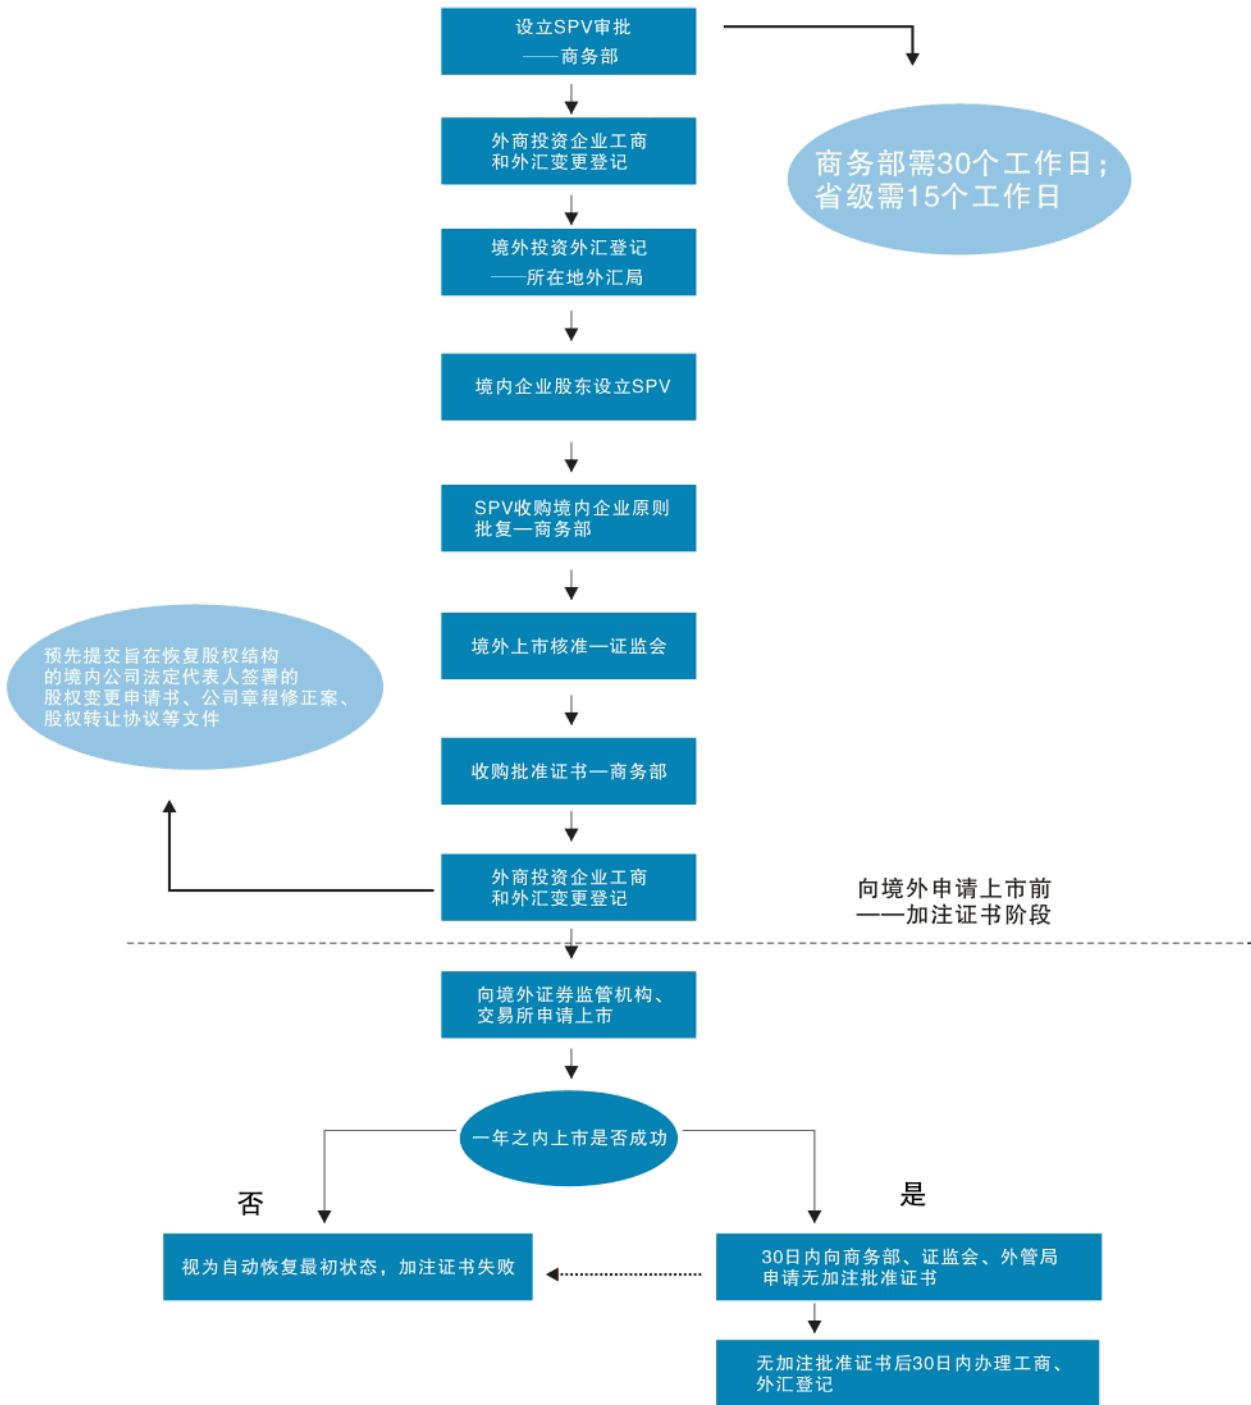 设立SPV审批
——商务部
商务部需30个工作日；
省级需15个工作日
外商投资企业工商
和外汇变更登记
境外投资外汇登记
——所在地外汇局
境内企业股东设立SPV
SPV收购境内企业原则
批复—商务部
境外上市核准—证监会
预先提交旨在恢复股权结构
的境内公司法定代表人签署的
股权变更申请书、公司章程修正案、
股权转让协议等文件
收购批准证书—商务部
外商投资企业工商
和外汇变更登记
向境外申请上市前
——加注证书阶段
向境外证券监管机构、
交易所申请上市
一年之内上市是否成功
否
是
视为自动恢复最初状态，加注证书失败
30日内向商务部、证监会、外管局
申请无加注批准证书
无加注批准证书后30日内办理工商、
外汇登记